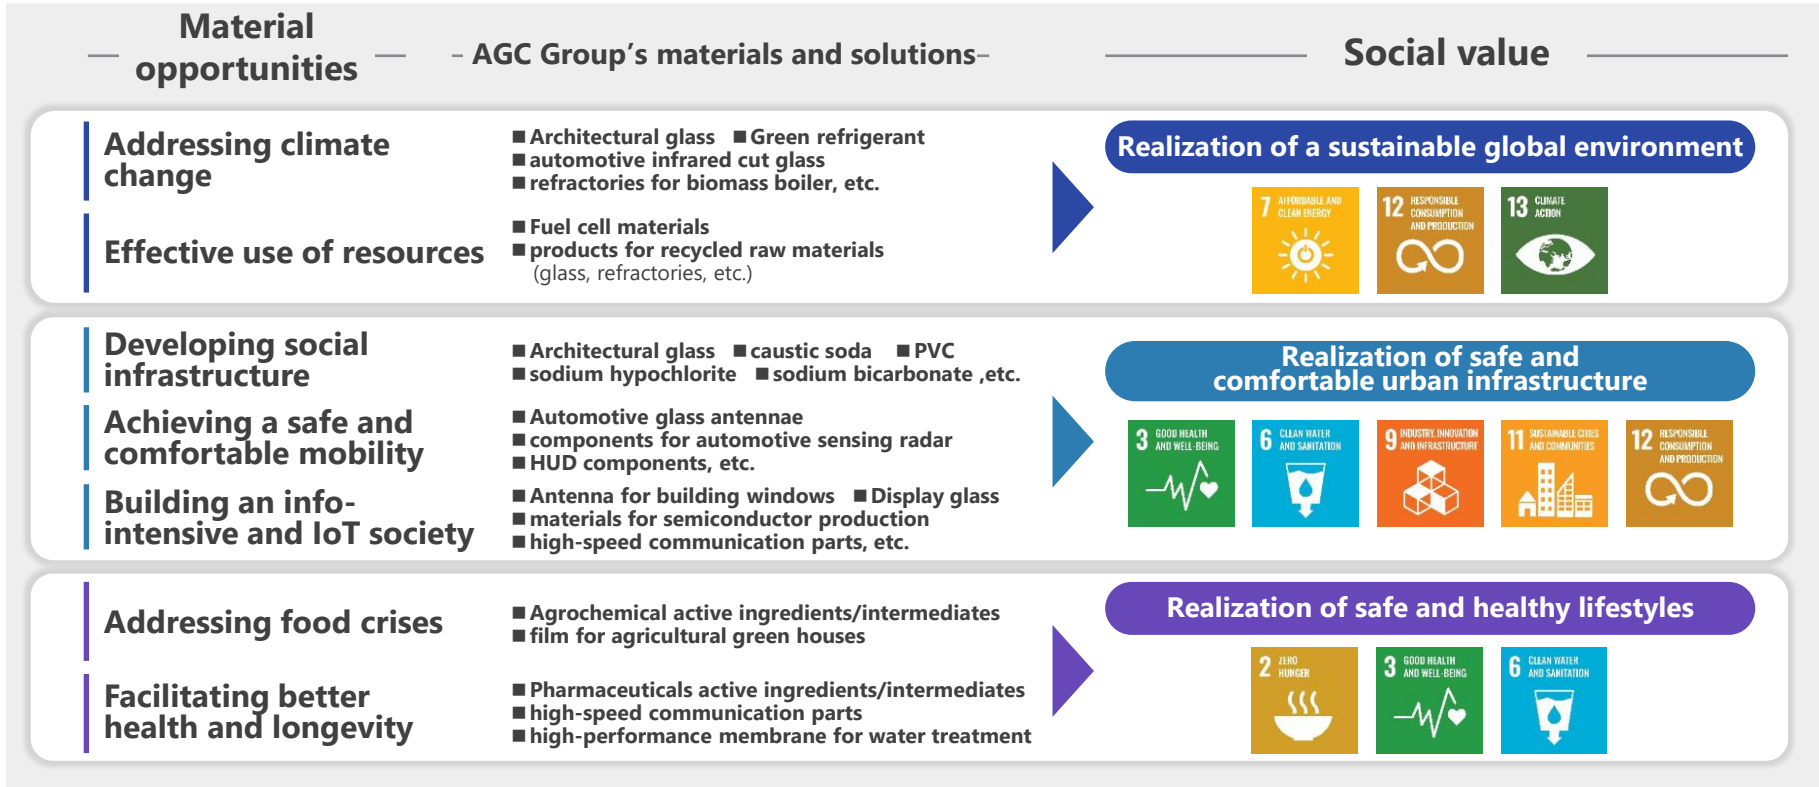 Material
opportunities
AGC Group’s materials and solutions
Social value
Addressing climate
change
■ Architectural glass ■ Green refrigerant
■ automotive infrared cut glass
■ refractories for biomass boiler, etc.
Effective use of resources
■ Fuel cell materials
■ products for recycled raw materials
(glass, refractories, etc.)
Realization of a sustainable global environment
7 AFFORDABLE AND
CLEAN ENERGY
12 RESPONSIBLE
CONSUMPTION
AND PRODUCTION
13 CLIMATE
ACTION
Developing social
infrastructure
■ Architectural glass ■ caustic soda ■ PVC
■ sodium hypochlorite ■ sodium bicarbonate ,etc.
Achieving a safe and
comfortable mobility
■ Automotive glass antennae
■ components for automotive sensing radar
■ HUD components, etc.
Building an info-
intensive and IoT society
■ Antenna for building windows ■ Display glass
■ materials for semiconductor production
■ high-speed communication parts, etc.
Realization of safe and
comfortable urban infrastructure
3 GOOD HEALTH
AND WELL-BEING
6 CLEAN WATER
AND SANITATION
9 INDUSTRY, INNOVATION
AND INFRASTRUCTURE
11 SUSTAINABLE CITIES
AND COMMUNITIES
12 RESPONSIBLE
CONSUMPTION
AND PRODUCTION
Addressing food crises
■ Agrochemical active ingredients/intermediates
■ film for agricultural green houses
Facilitating better
health and longevity
■ Pharmaceuticals active ingredients/intermediates
■ high-speed communication parts
■ high-performance membrane for water treatment
Realization of safe and healthy lifestyles
2 ZERO
HUNGER
3 GOOD HEALTH
AND WELL-BEING
6 CLEAN WATER
AND SANITATION